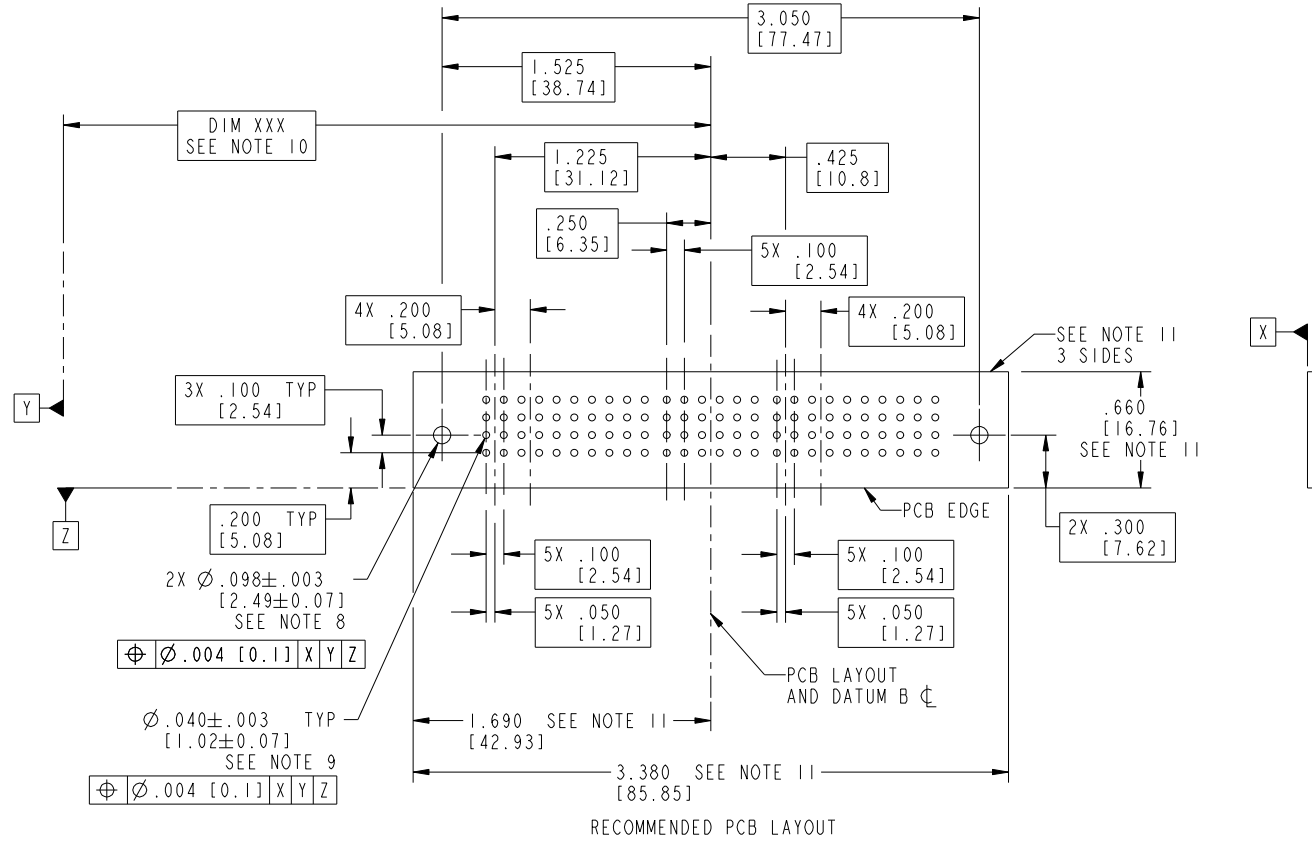 3.050
[77.47]
1.525
[38.74]
DIM XXX
SEE NOTE 10
1.225
[31.12]
.425
[10.8]
.250
[6.35]
5X .100
[2.54]
4X .200
[5.08]
4X .200
[5.08]
SEE NOTE 11
3 SIDES
X
3X .100 TYP
[2.54]
Y
.660
[16.76]
SEE NOTE 11
.200 TYP
[5.08]
Z
PCB EDGE
2X .300
[7.62]
5X .100
[2.54]
5X .100
[2.54]
2X Ø.098±.003
[2.49±0.07]
SEE NOTE 8
5X .050
[1.27]
5X .050
[1.27]
⌖ Ø.004 [0.1] X Y Z
PCB LAYOUT
AND DATUM B ℄
Ø.040±.003 TYP
[1.02±0.07]
SEE NOTE 9
1.690 SEE NOTE 11
[42.93]
⌖ Ø.004 [0.1] X Y Z
3.380 SEE NOTE 11
[85.85]
RECOMMENDED PCB LAYOUT